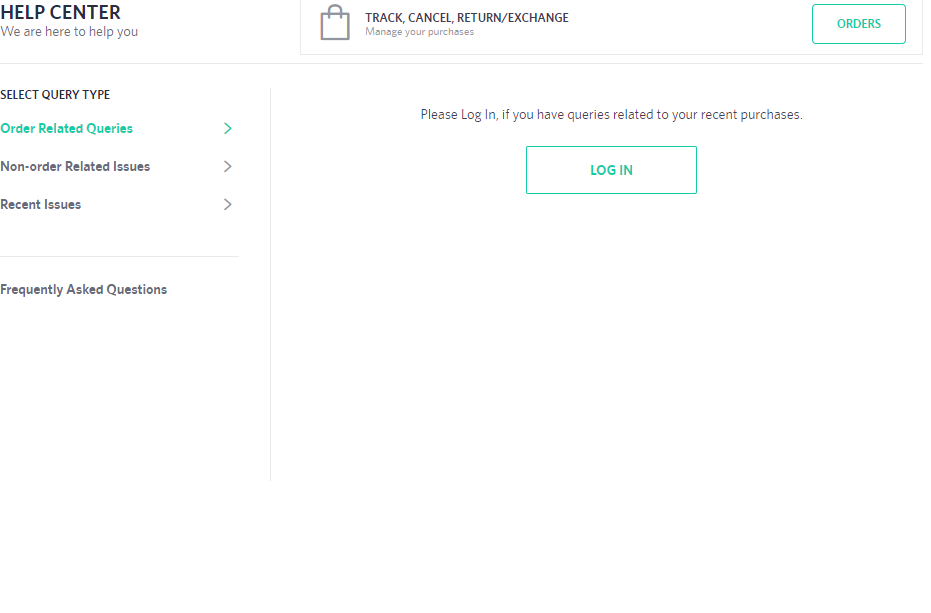 HELP CENTER
We are here to help you
TRACK, CANCEL, RETURN/EXCHANGE
Manage your purchases
ORDERS
SELECT QUERY TYPE
Order Related Queries
Non-order Related Issues
Recent Issues
Frequently Asked Questions
Please Log In, if you have queries related to your recent purchases.
LOG IN